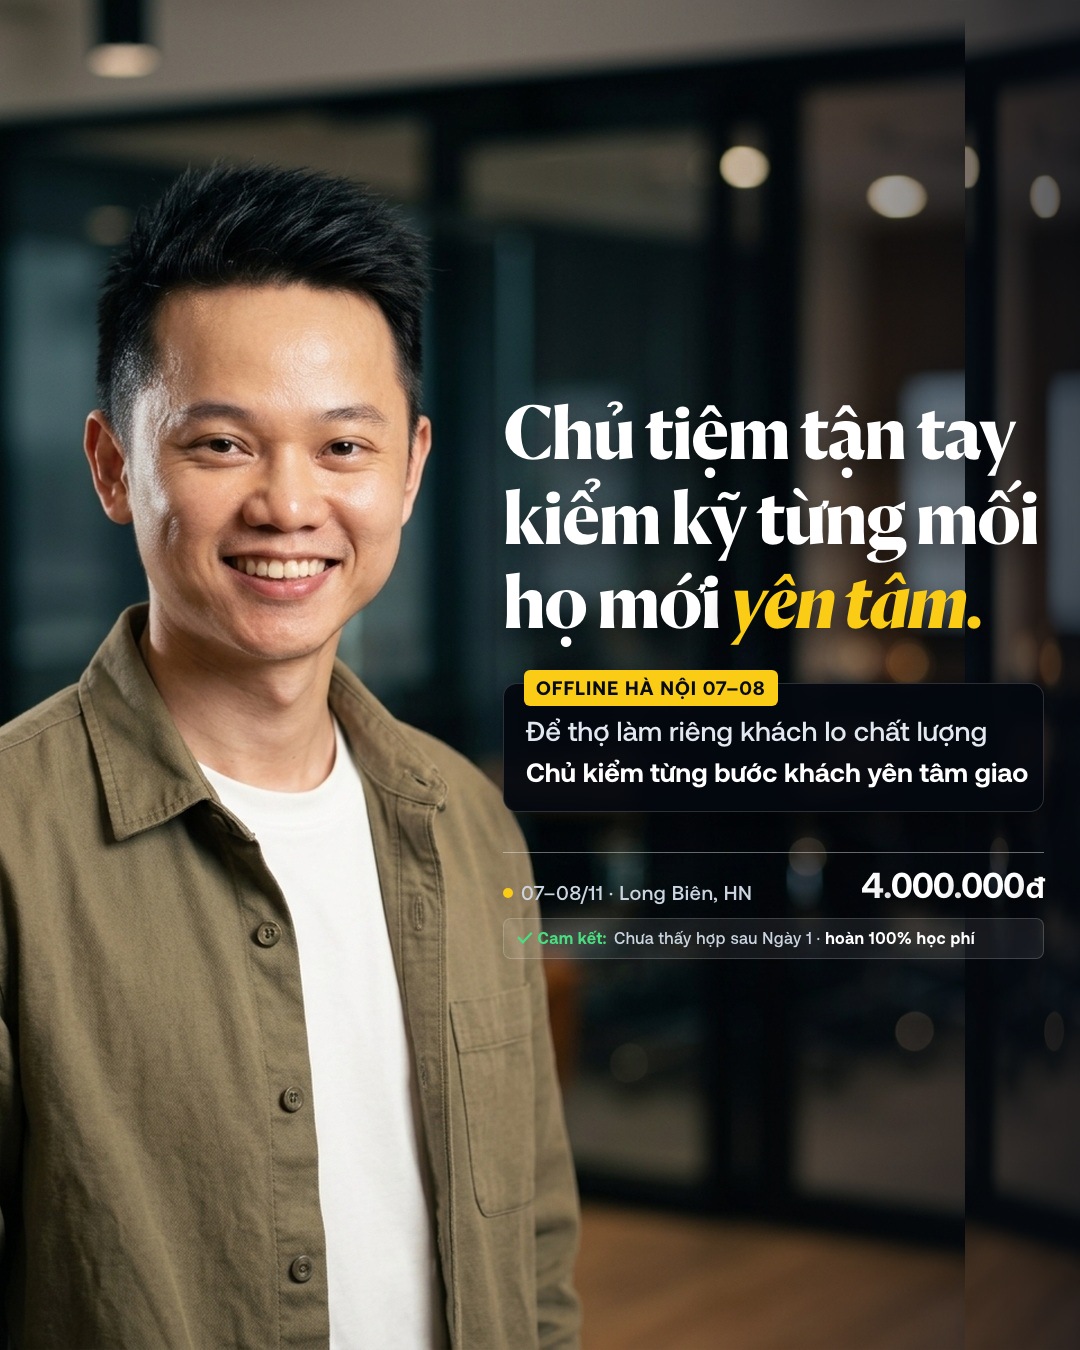 Chủ tiệm tận tay
kiểm kỹ từng mối
họ mới yên tâm.
OFFLINE HÀ NỘI 07–08
Để thợ làm riêng khách lo chất lượng
Chủ kiểm từng bước khách yên tâm giao
07–08/11 · Long Biên, HN
4.000.000đ
✓ Cam kết: Chưa thấy hợp sau Ngày 1 · hoàn 100% học phí